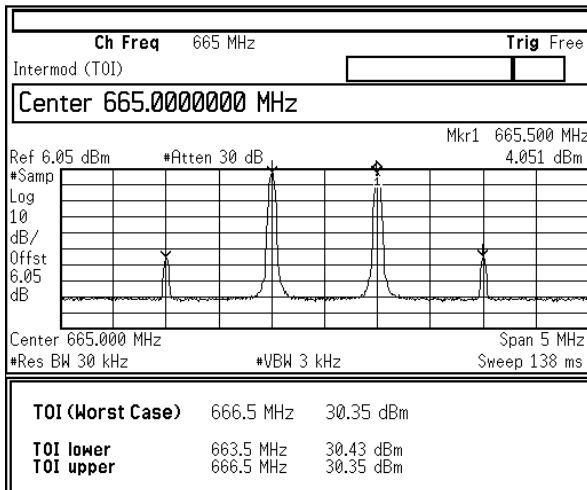 Ch Freq 665 MHz Trig Free
Intermod (TOI)
Center 665.0000000 MHz
Mkr1 665.500 MHz
Ref 6.05 dBm #Atten 30 dB 4.051 dBm
#Samp
Log
10
dB/
Offst
6.05
dB
Center 665.000 MHz Span 5 MHz
#Res BW 30 kHz #VBW 3 kHz Sweep 138 ms
TOI (Worst Case) 666.5 MHz 30.35 dBm
TOI lower 663.5 MHz 30.43 dBm
TOI upper 666.5 MHz 30.35 dBm